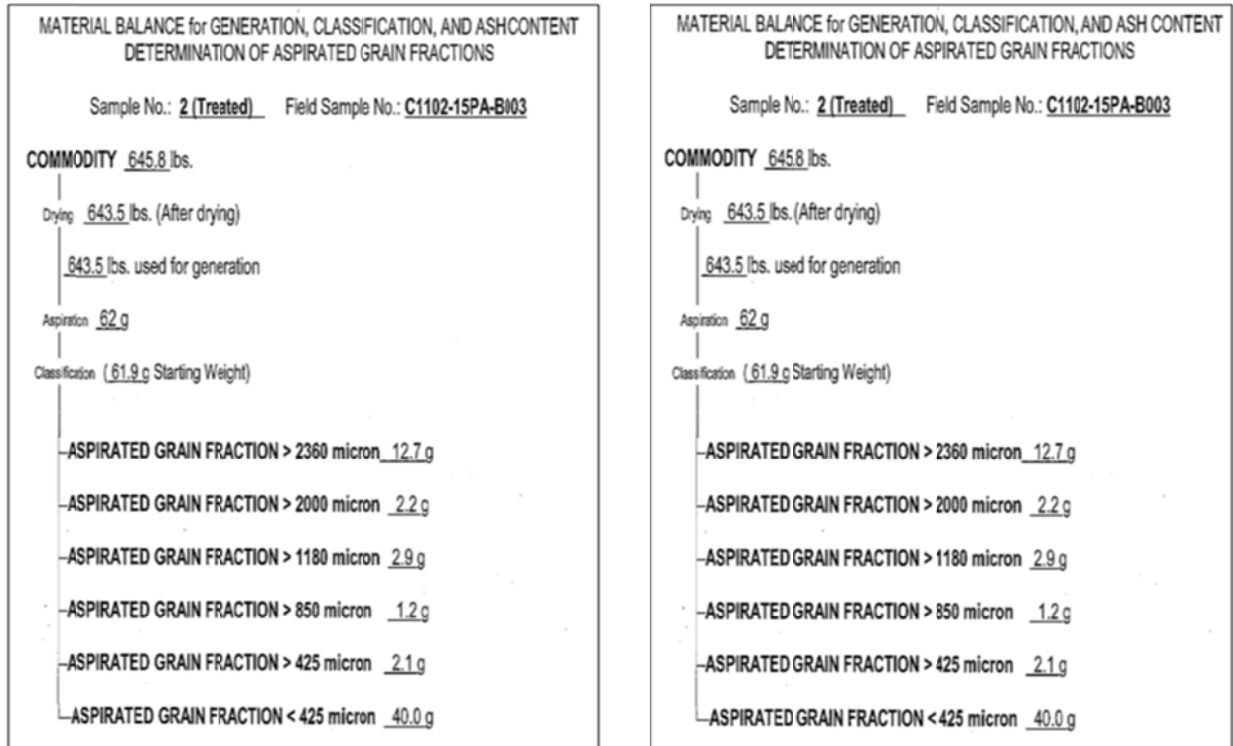 MATERIAL BALANCE for GENERATION, CLASSIFICATION, AND ASH CONTENT
DETERMINATION OF ASPIRATED GRAIN FRACTIONS
Sample No.: 2 (Treated) Field Sample No.: C1102-15PA-B003
COMMODITY 645.8 lbs.
Drying 643.5 lbs. (After drying)
643.5 lbs. used for generation
Aspiration 62 g
Classification ( 61.9 g Starting Weight)
ASPIRATED GRAIN FRACTION > 2360 micron 12.7 g
ASPIRATED GRAIN FRACTION > 2000 micron 2.2 g
ASPIRATED GRAIN FRACTION > 1180 micron 2.9 g
ASPIRATED GRAIN FRACTION > 850 micron 1.2 g
ASPIRATED GRAIN FRACTION > 425 micron 2.1 g
ASPIRATED GRAIN FRACTION < 425 micron 40.0 g
MATERIAL BALANCE for GENERATION, CLASSIFICATION, AND ASH CONTENT
DETERMINATION OF ASPIRATED GRAIN FRACTIONS
Sample No.: 2 (Treated) Field Sample No.: C1102-15PA-B003
COMMODITY 645.8 lbs.
Drying 643.5 lbs. (After drying)
643.5 lbs. used for generation
Aspiration 62 g
Classification ( 61.9 g Starting Weight)
ASPIRATED GRAIN FRACTION > 2360 micron 12.7 g
ASPIRATED GRAIN FRACTION > 2000 micron 2.2 g
ASPIRATED GRAIN FRACTION > 1180 micron 2.9 g
ASPIRATED GRAIN FRACTION > 850 micron 1.2 g
ASPIRATED GRAIN FRACTION > 425 micron 2.1 g
ASPIRATED GRAIN FRACTION < 425 micron 40.0 g